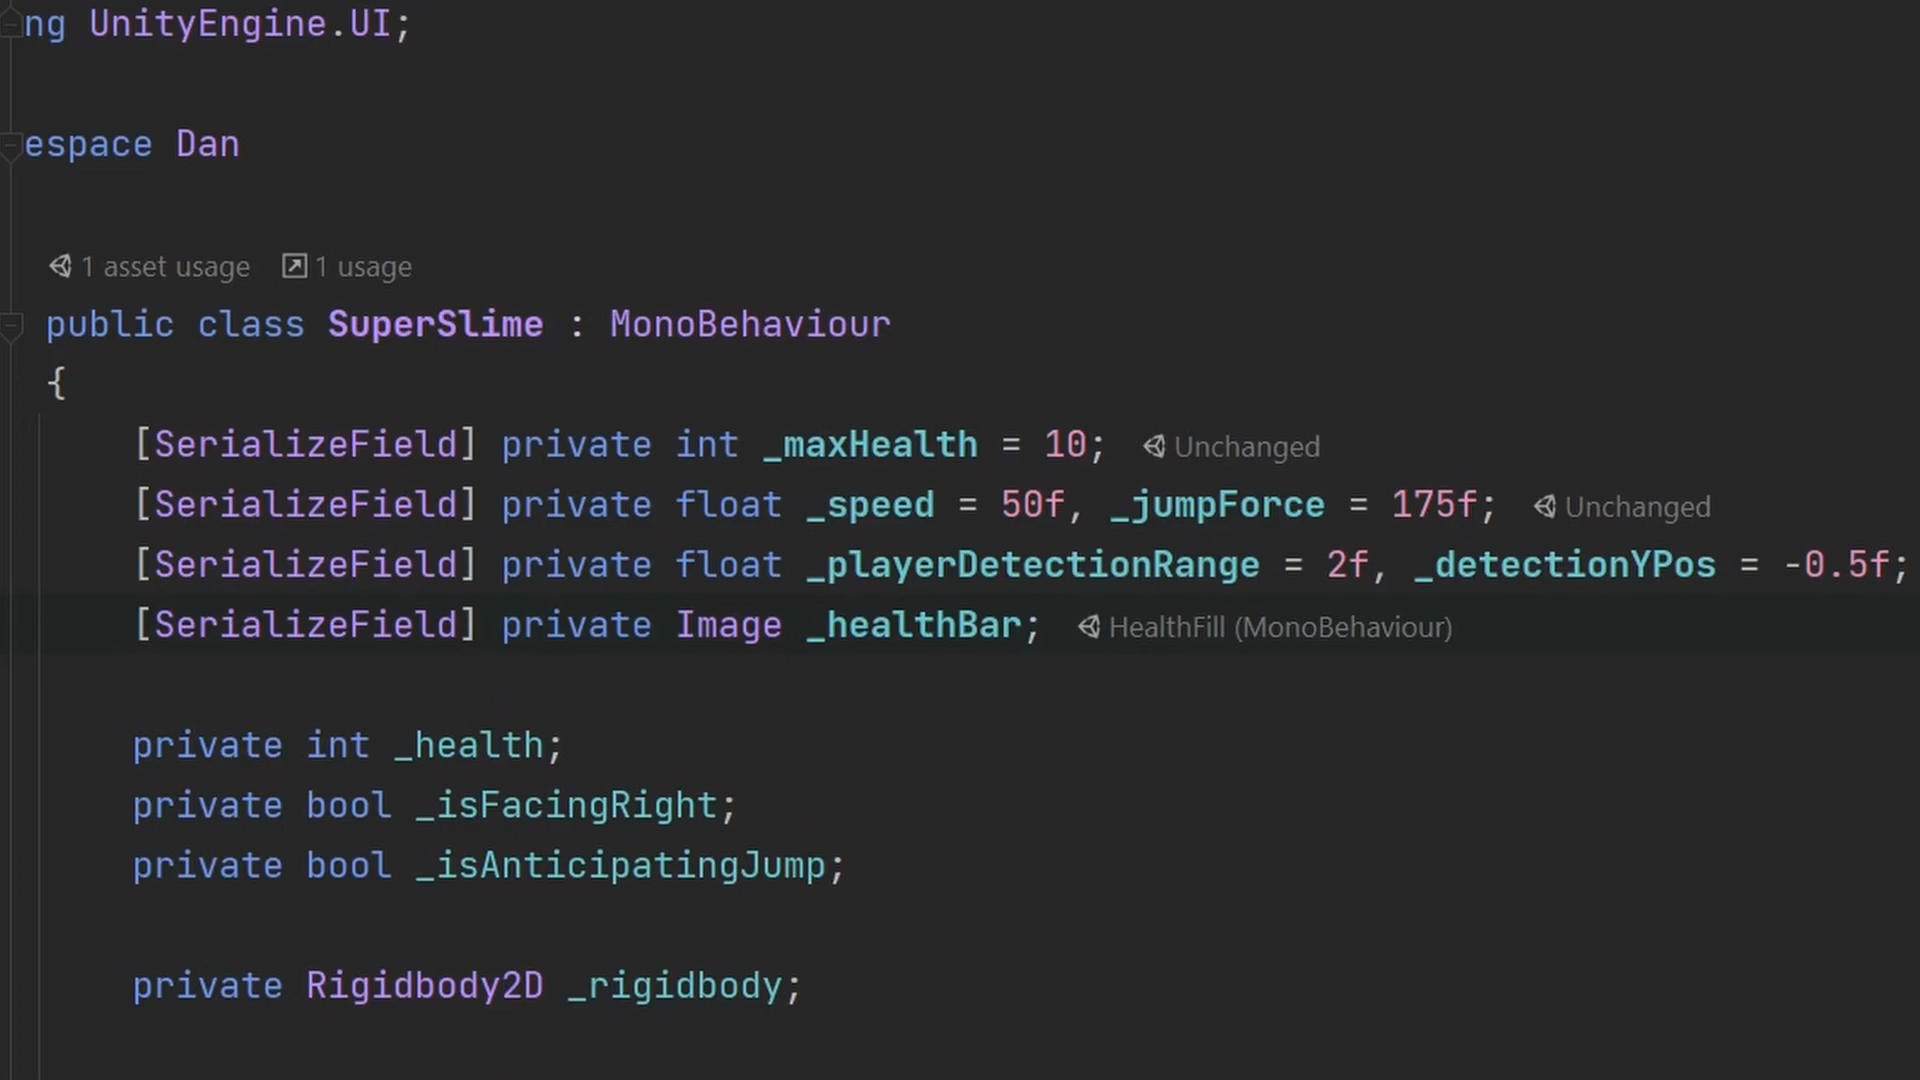 ng UnityEngine.UI;
espace Dan
1 asset usage 1 usage
public class SuperSlime : MonoBehaviour
{
[SerializeField] private int _maxHealth = 10; Unchanged
[SerializeField] private float _speed = 50f, _jumpForce = 175f; Unchanged
[SerializeField] private float _playerDetectionRange = 2f, _detectionYPos = -0.5f;
[SerializeField] private Image _healthBar; HealthFill (MonoBehaviour)
private int _health;
private bool _isFacingRight;
private bool _isAnticipatingJump;
private Rigidbody2D _rigidbody;